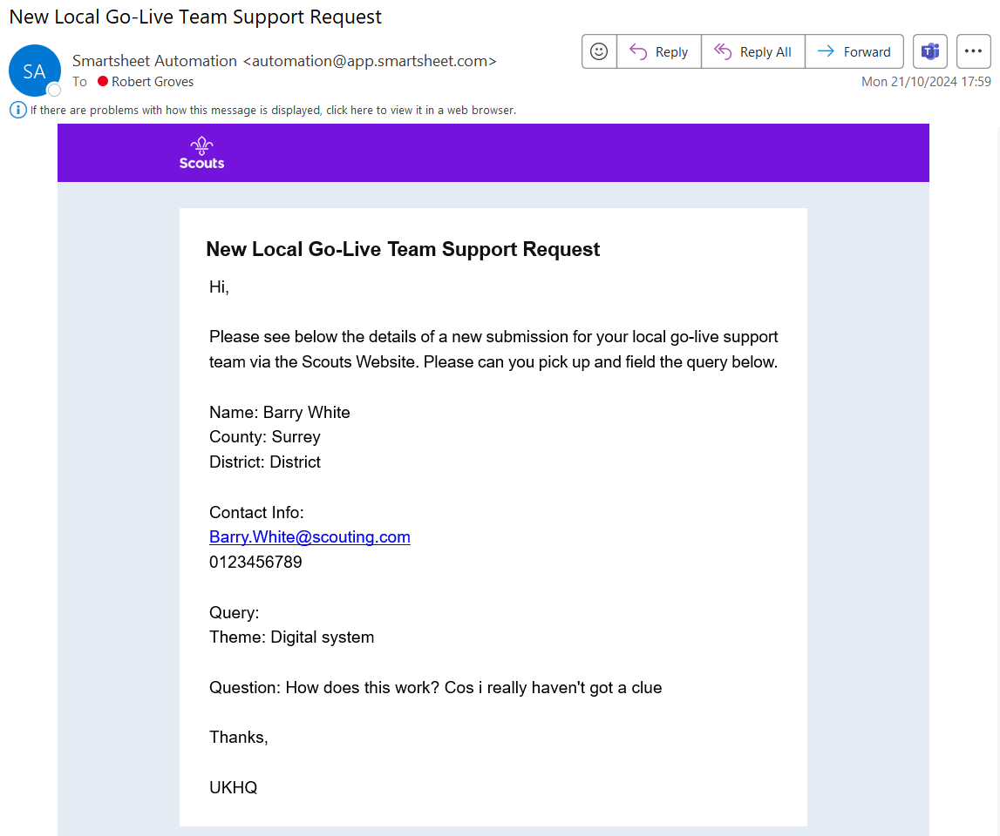 New Local Go-Live Team Support Request
SA
Smartsheet Automation <automation@app.smartsheet.com>
To Robert Groves
Reply
Reply All
Forward
Mon 21/10/2024 17:59
If there are problems with how this message is displayed, click here to view it in a web browser.
Scouts
New Local Go-Live Team Support Request
Hi,
Please see below the details of a new submission for your local go-live support
team via the Scouts Website. Please can you pick up and field the query below.
Name: Barry White
County: Surrey
District: District
Contact Info:
Barry.White@scouting.com
0123456789
Query:
Theme: Digital system
Question: How does this work? Cos i really haven't got a clue
Thanks,
UKHQ